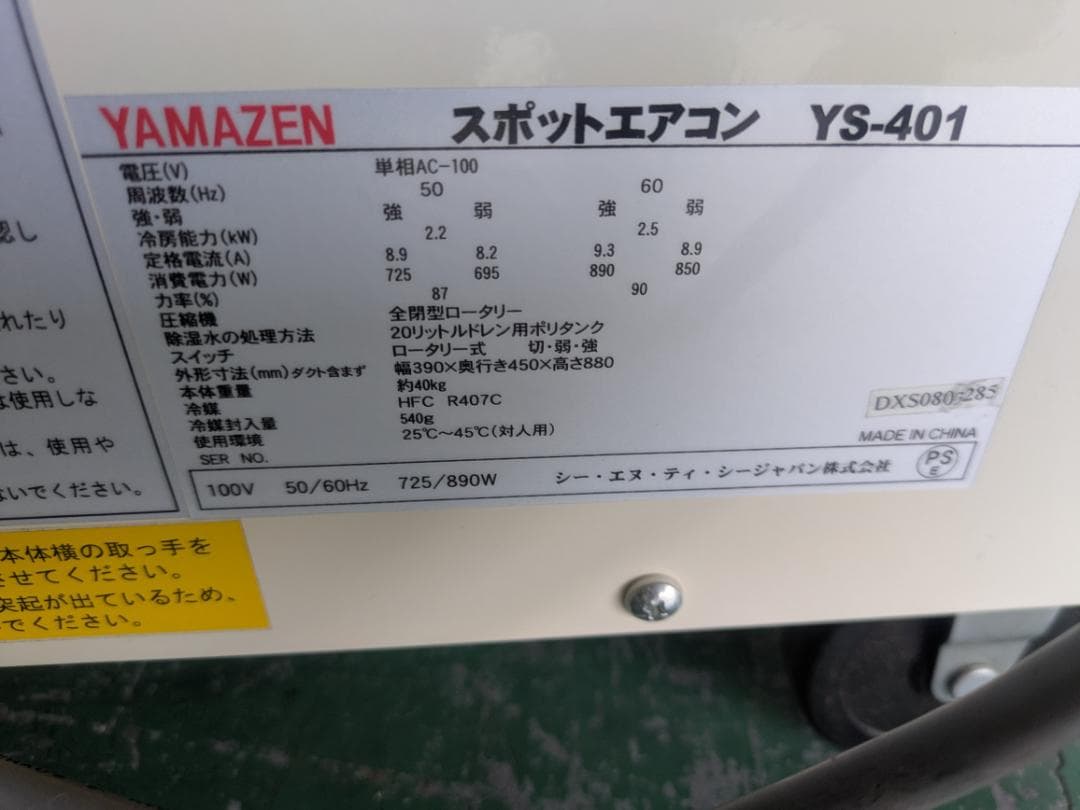 認し
れたり
さい。
は使用しな
は、使用や
ないでください。
YAMAZEN スポットエアコン YS-401
電圧(V) 単相AC-100
周波数(Hz) 50 60
強・弱 強 弱 強 弱
冷房能力(kW) 2.2 2.5
定格電流(A) 8.9 8.2 9.3 8.9
消費電力(W) 725 695 890 850
力率(%) 87 90
圧縮機 全閉型ロータリー
除湿水の処理方法 20リットルドレン用ポリタンク
スイッチ ロータリー式 切・弱・強
外形寸法(mm)ダクト含まず 幅390×奥行き450×高さ880
本体重量 約40kg
冷媒 HFC R407C
冷媒封入量 540g
使用環境 25℃～45℃(対人用)
SER NO.
MADE IN CHINA
100V 50/60Hz 725/890W シー・エヌ・ティ・シージャパン株式会社 PS E
本体横の取っ手を
させてください。
突起が出ているため、
でください。